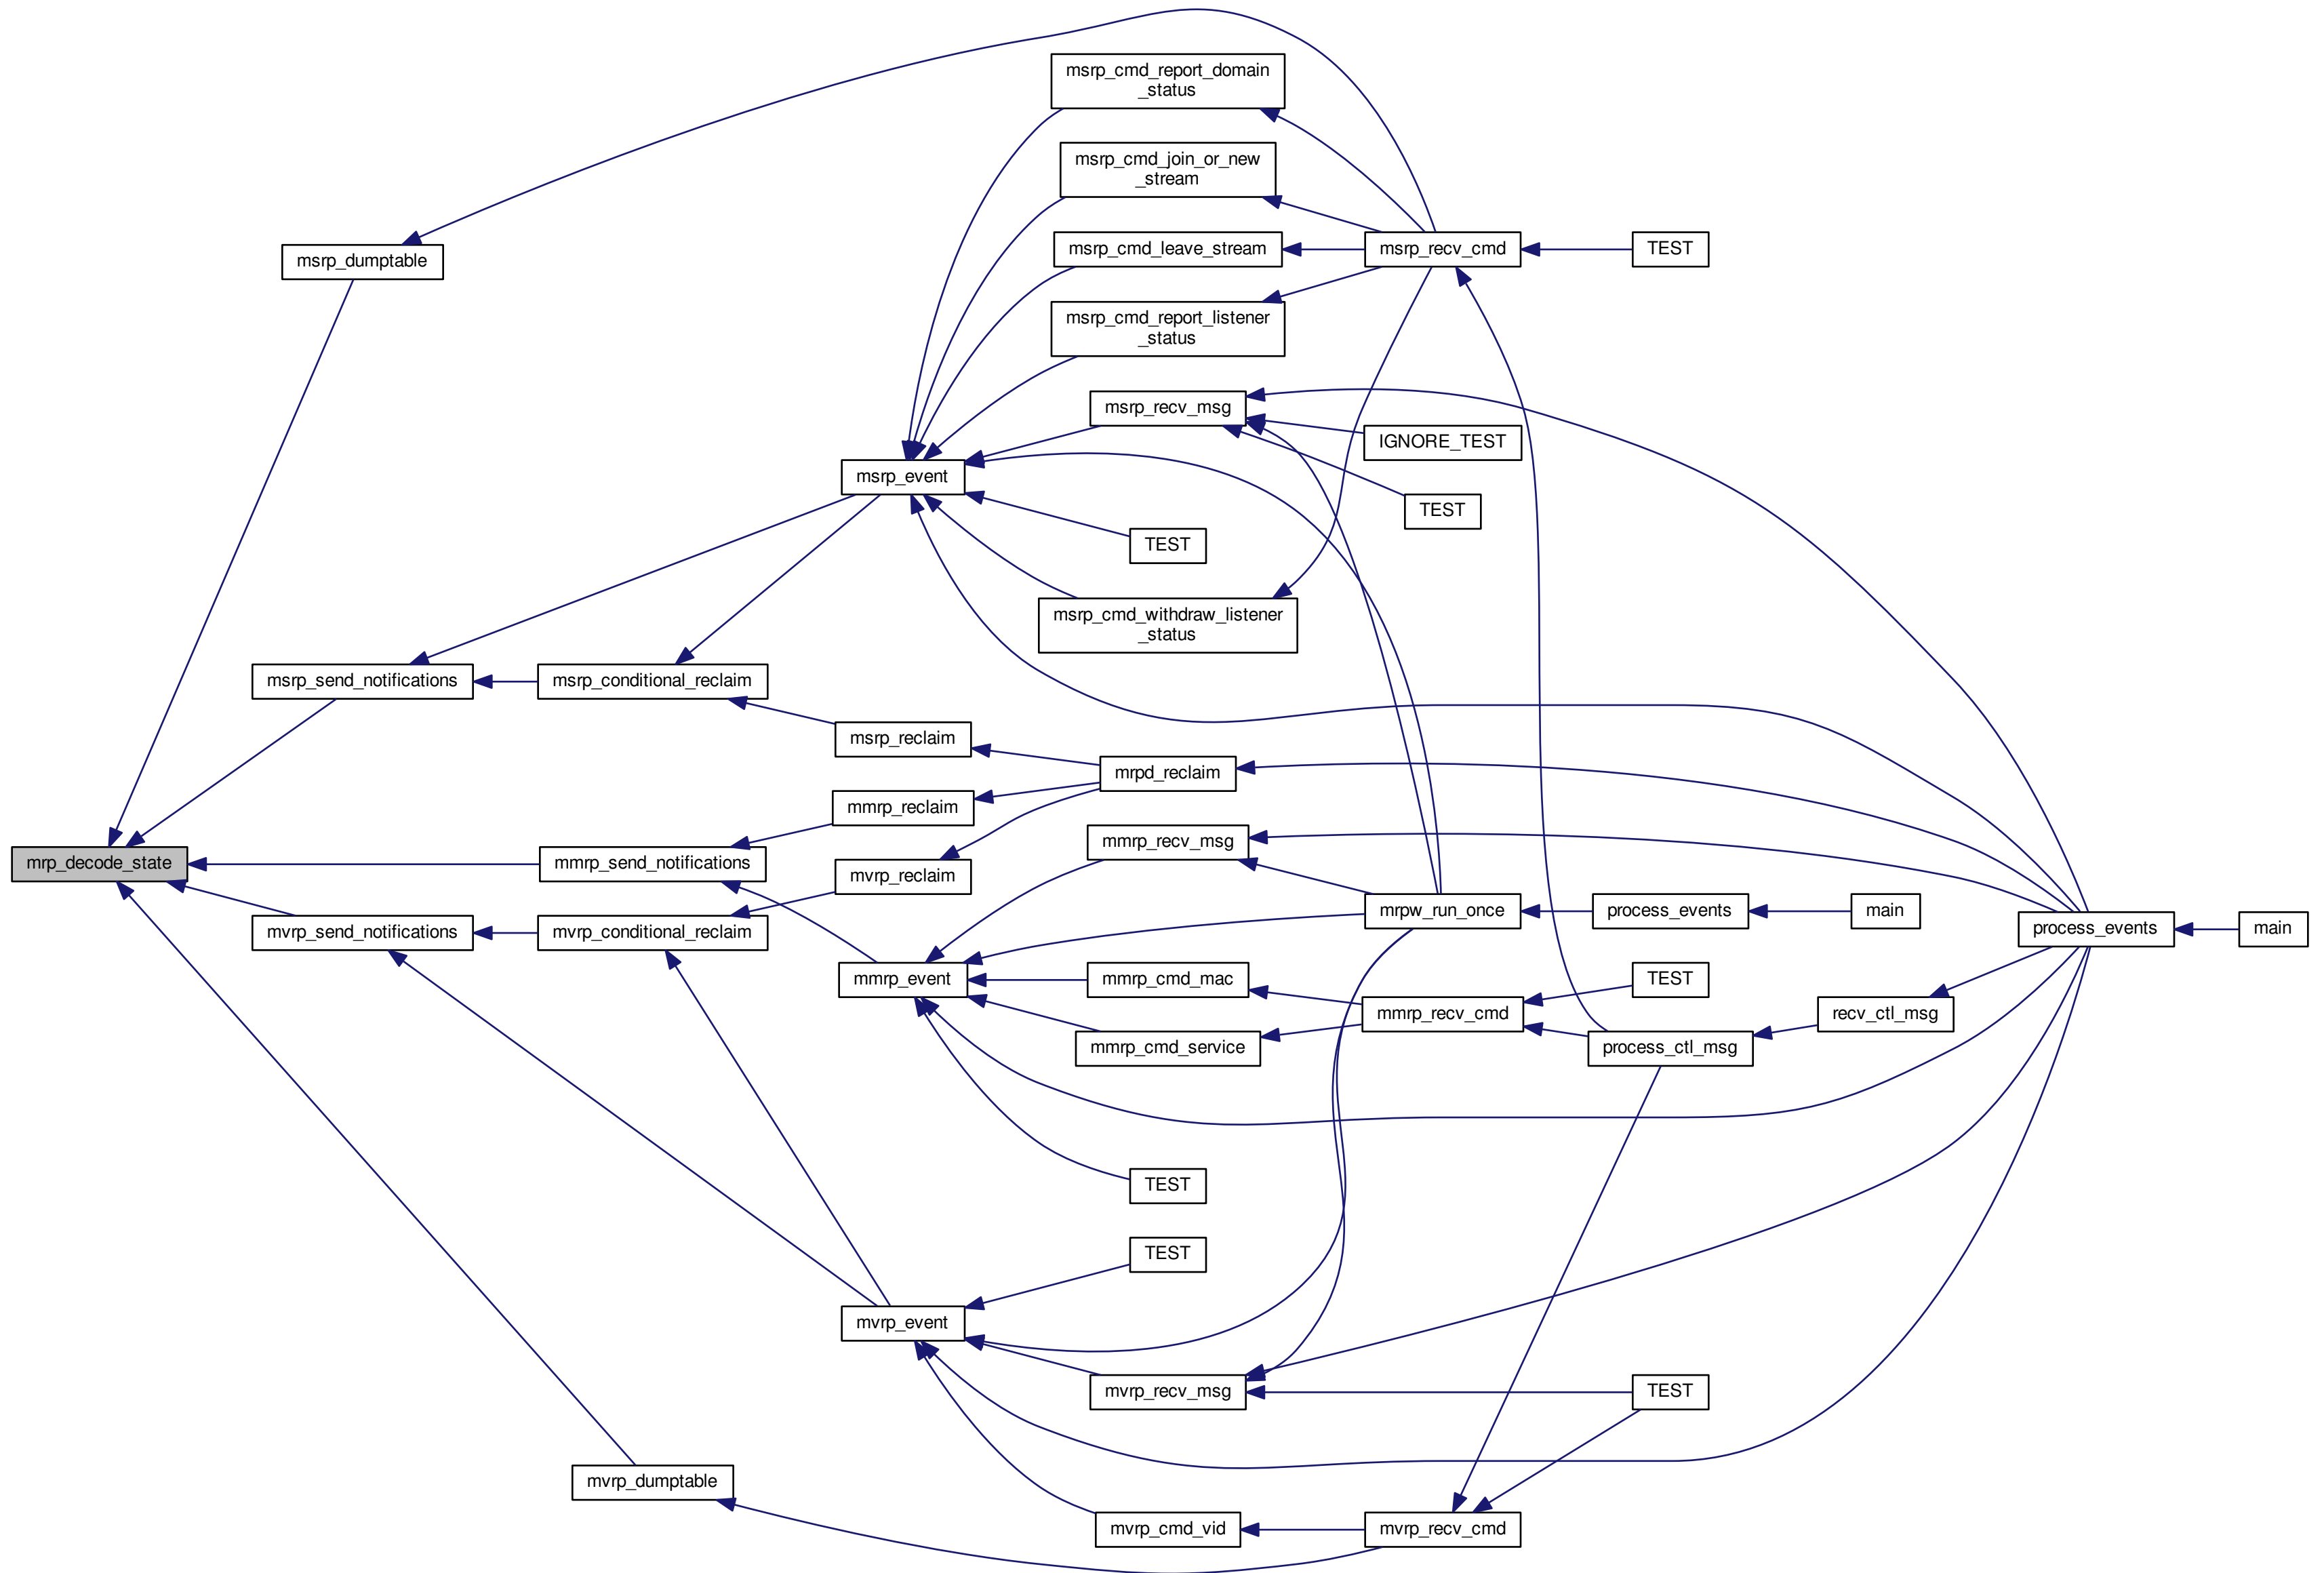 msrp_cmd_report_domain
_status
msrp_cmd_join_or_new
_stream
msrp_dumptable
msrp_cmd_leave_stream
msrp_recv_cmd
TEST
msrp_cmd_report_listener
_status
msrp_recv_msg
IGNORE_TEST
msrp_event
TEST
TEST
msrp_cmd_withdraw_listener
_status
msrp_send_notifications
msrp_conditional_reclaim
msrp_reclaim
mrpd_reclaim
mmrp_reclaim
mmrp_recv_msg
mrp_decode_state
mmrp_send_notifications
mvrp_reclaim
mrpw_run_once
process_events
main
mvrp_send_notifications
mvrp_conditional_reclaim
process_events
main
mmrp_event
mmrp_cmd_mac
TEST
mmrp_recv_cmd
recv_ctl_msg
mmrp_cmd_service
process_ctl_msg
TEST
TEST
mvrp_event
mvrp_recv_msg
TEST
mvrp_dumptable
mvrp_cmd_vid
mvrp_recv_cmd